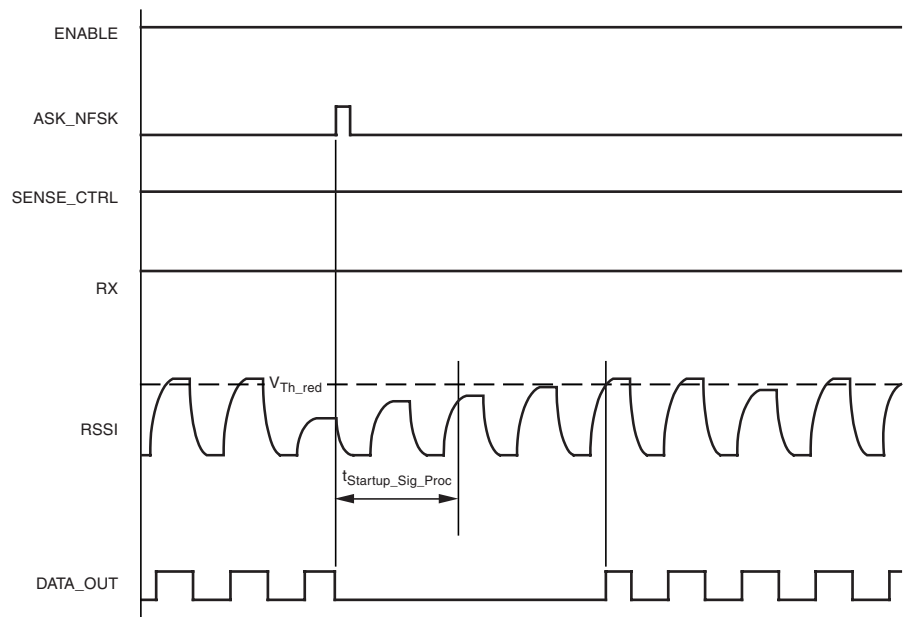 ENABLE
ASK_NFSK
SENSE_CTRL
RX
V_Th_red
RSSI
t_Startup_Sig_Proc
DATA_OUT